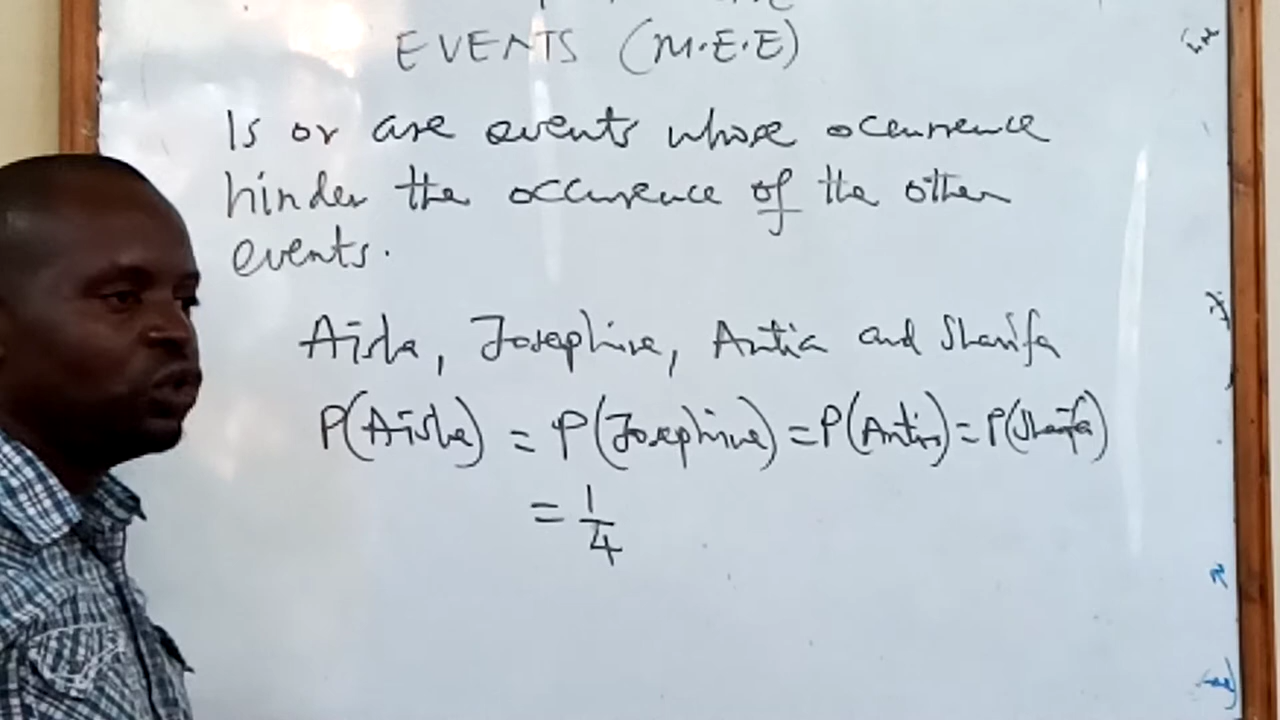 EVENTS (M.E.E)
Is or are events whose ocenrrence
hinder the occurence of the other
events.
Aisha, Josephine, Antia and Sharifa
P(Aisha) = P(Josephine) = P(Antia) = P(Sharifa)
= 1/4